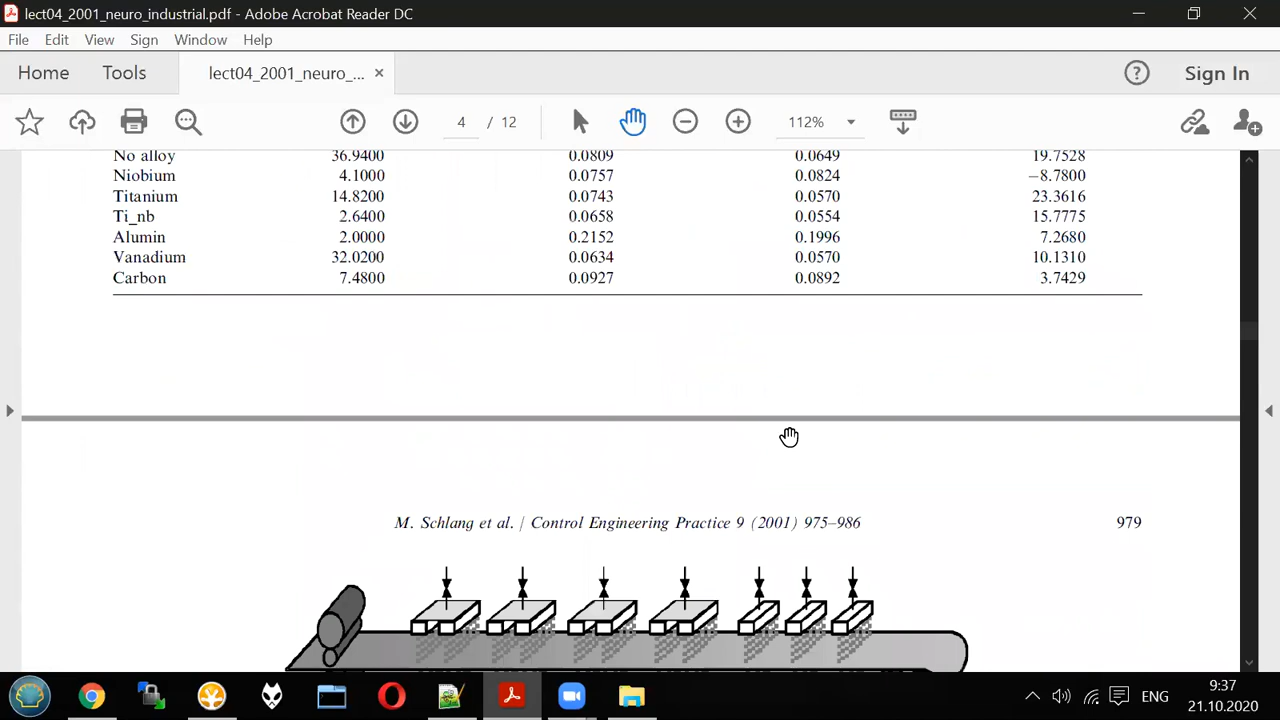 lect04_2001_neuro_industrial.pdf - Adobe Acrobat Reader DC
File Edit View Sign Window Help
Home Tools lect04_2001_neuro_... × ? Sign In
4 / 12 112%
No alloy 36.9400 0.0809 0.0649 19.7528
Niobium 4.1000 0.0757 0.0824 −8.7800
Titanium 14.8200 0.0743 0.0570 23.3616
Ti_nb 2.6400 0.0658 0.0554 15.7775
Alumin 2.0000 0.2152 0.1996 7.2680
Vanadium 32.0200 0.0634 0.0570 10.1310
Carbon 7.4800 0.0927 0.0892 3.7429
M. Schlang et al. / Control Engineering Practice 9 (2001) 975–986 979
ENG 9:37
21.10.2020